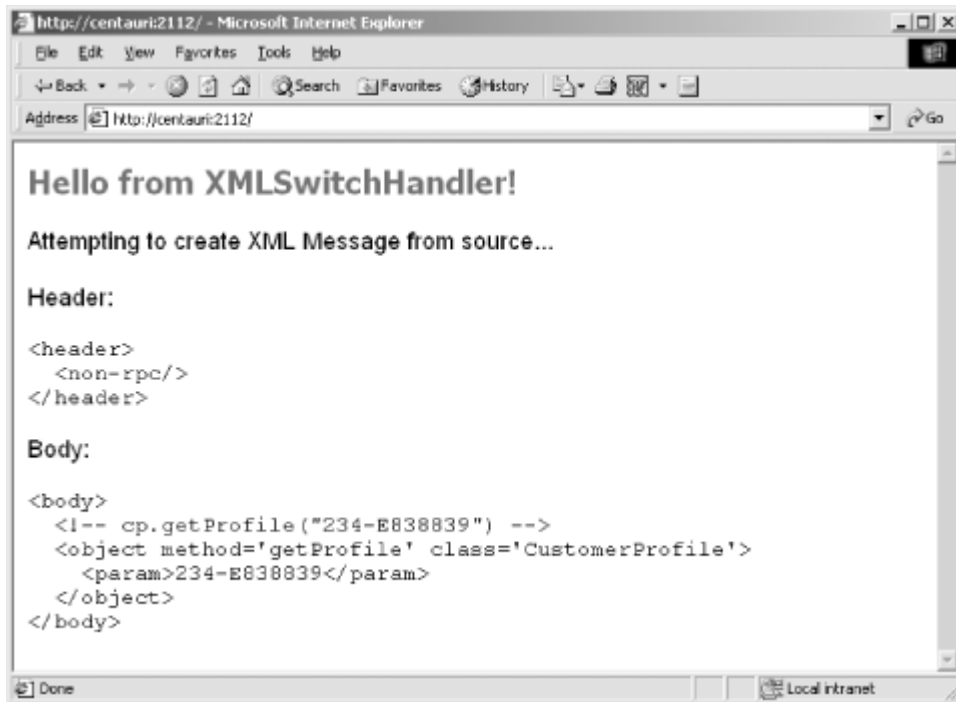 http://centauri:2112/ - Microsoft Internet Explorer
File Edit View Favorites Tools Help
Back Search Favorites History
Address http://centauri:2112/ Go
Hello from XMLSwitchHandler!
Attempting to create XML Message from source...
Header:
<header>
  <non-rpc/>
</header>
Body:
<body>
  <!-- cp.getProfile("234-E838839") -->
  <object method='getProfile' class='CustomerProfile'>
    <param>234-E838839</param>
  </object>
</body>
Done Local intranet